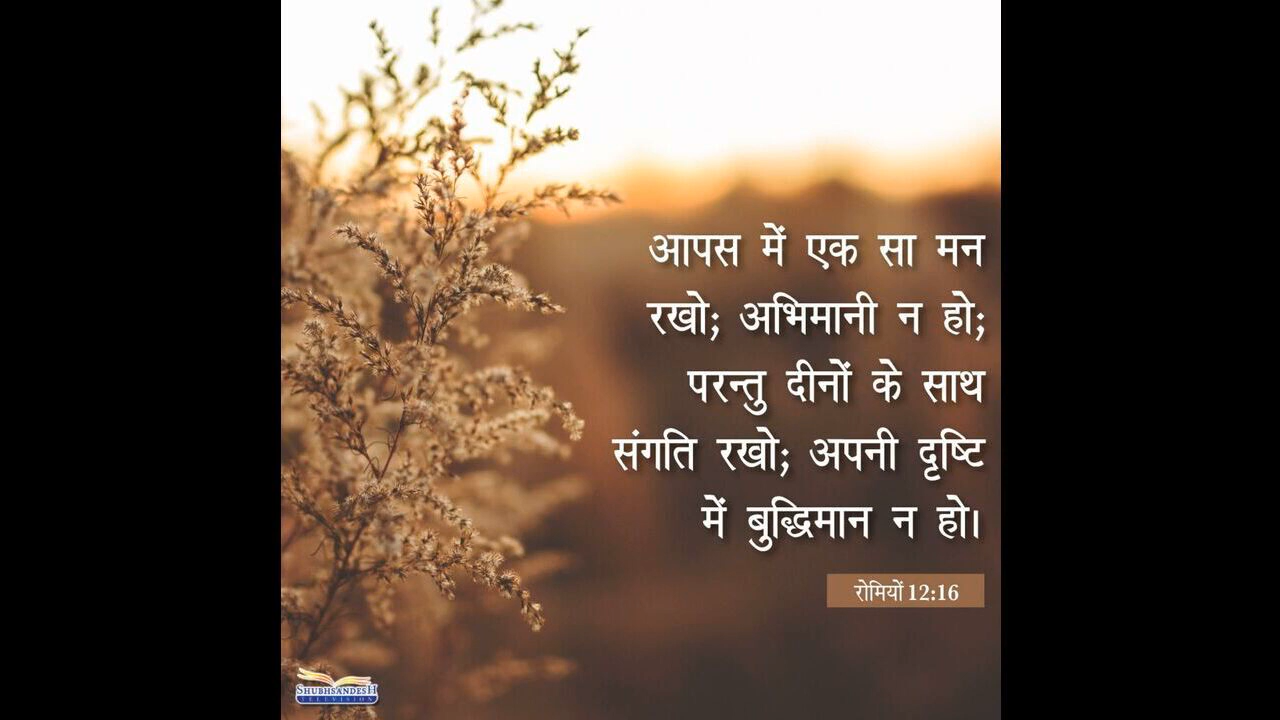 आपस में एक सा मन
रखो; अभिमानी न हो;
परन्तु दीनों के साथ
संगति रखो; अपनी दृष्टि
में बुद्धिमान न हो।
रोमियों 12:16
SHUBHSANDESH
TELEVISION